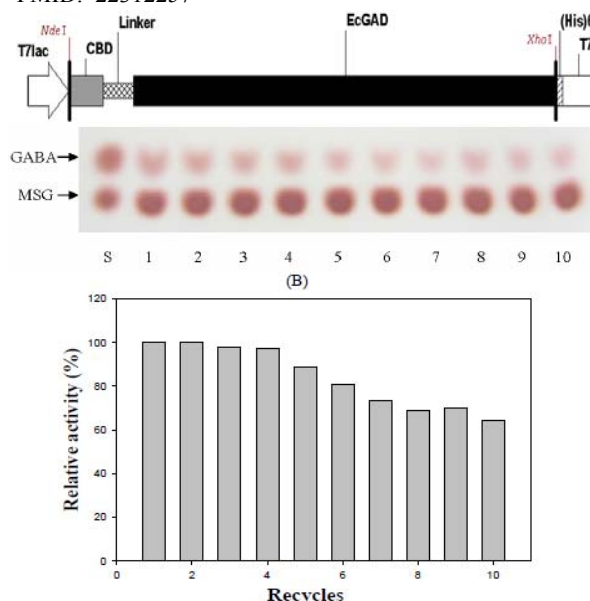 NdeI XhoI (His)6
T7lac CBD Linker EcGAD T7
GABA
MSG
S 1 2 3 4 5 6 7 8 9 10
(B)
120
100
80
60
40
20
0
Relative activity (%)
0 2 4 6 8 10
Recycles